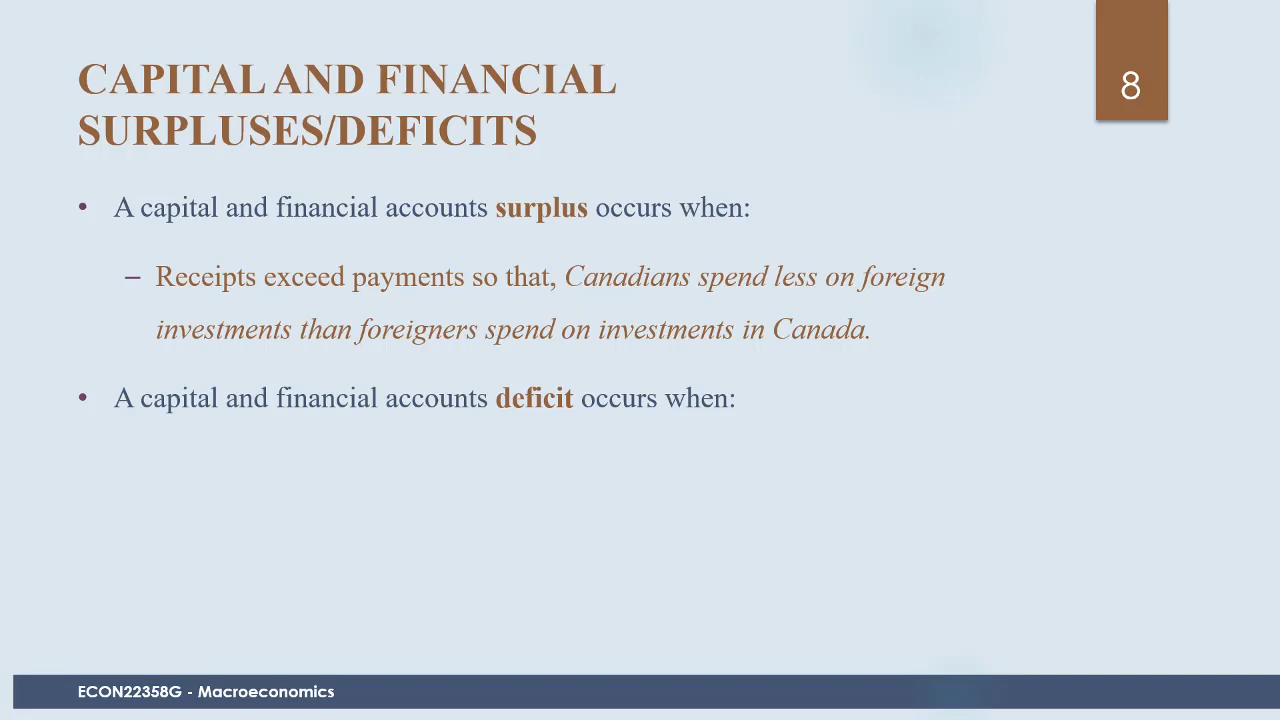 CAPITAL AND FINANCIAL
SURPLUSES/DEFICITS
8
• A capital and financial accounts surplus occurs when:
– Receipts exceed payments so that, Canadians spend less on foreign
investments than foreigners spend on investments in Canada.
• A capital and financial accounts deficit occurs when:
ECON22358G - Macroeconomics